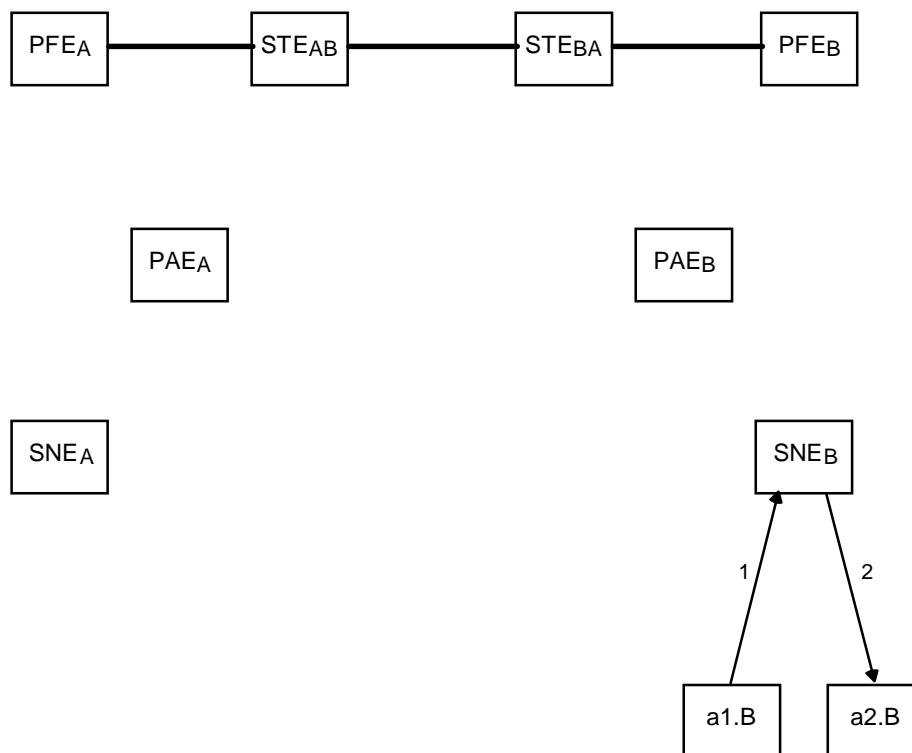 PFEA STEAB STEBA PFEB
PAEA PAEB
SNEA SNEB
1 2
a1.B a2.B